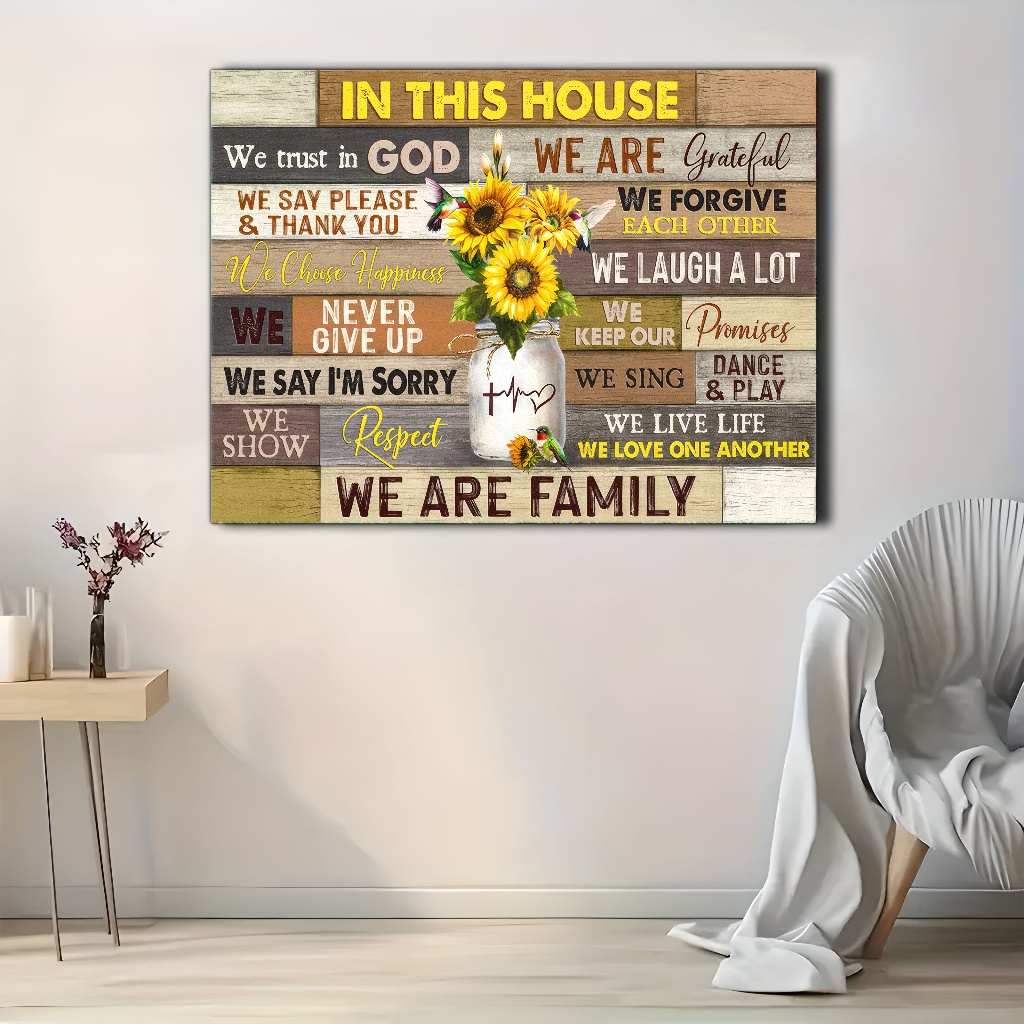 IN THIS HOUSE
We trust in GOD
WE ARE Grateful
WE SAY PLEASE
& THANK YOU
WE FORGIVE
EACH OTHER
We Choose Happiness
WE LAUGH A LOT
WE NEVER
GIVE UP
WE
KEEP OUR Promises
WE SAY I'M SORRY
WE SING DANCE
& PLAY
WE
SHOW Respect
WE LIVE LIFE
WE LOVE ONE ANOTHER
WE ARE FAMILY